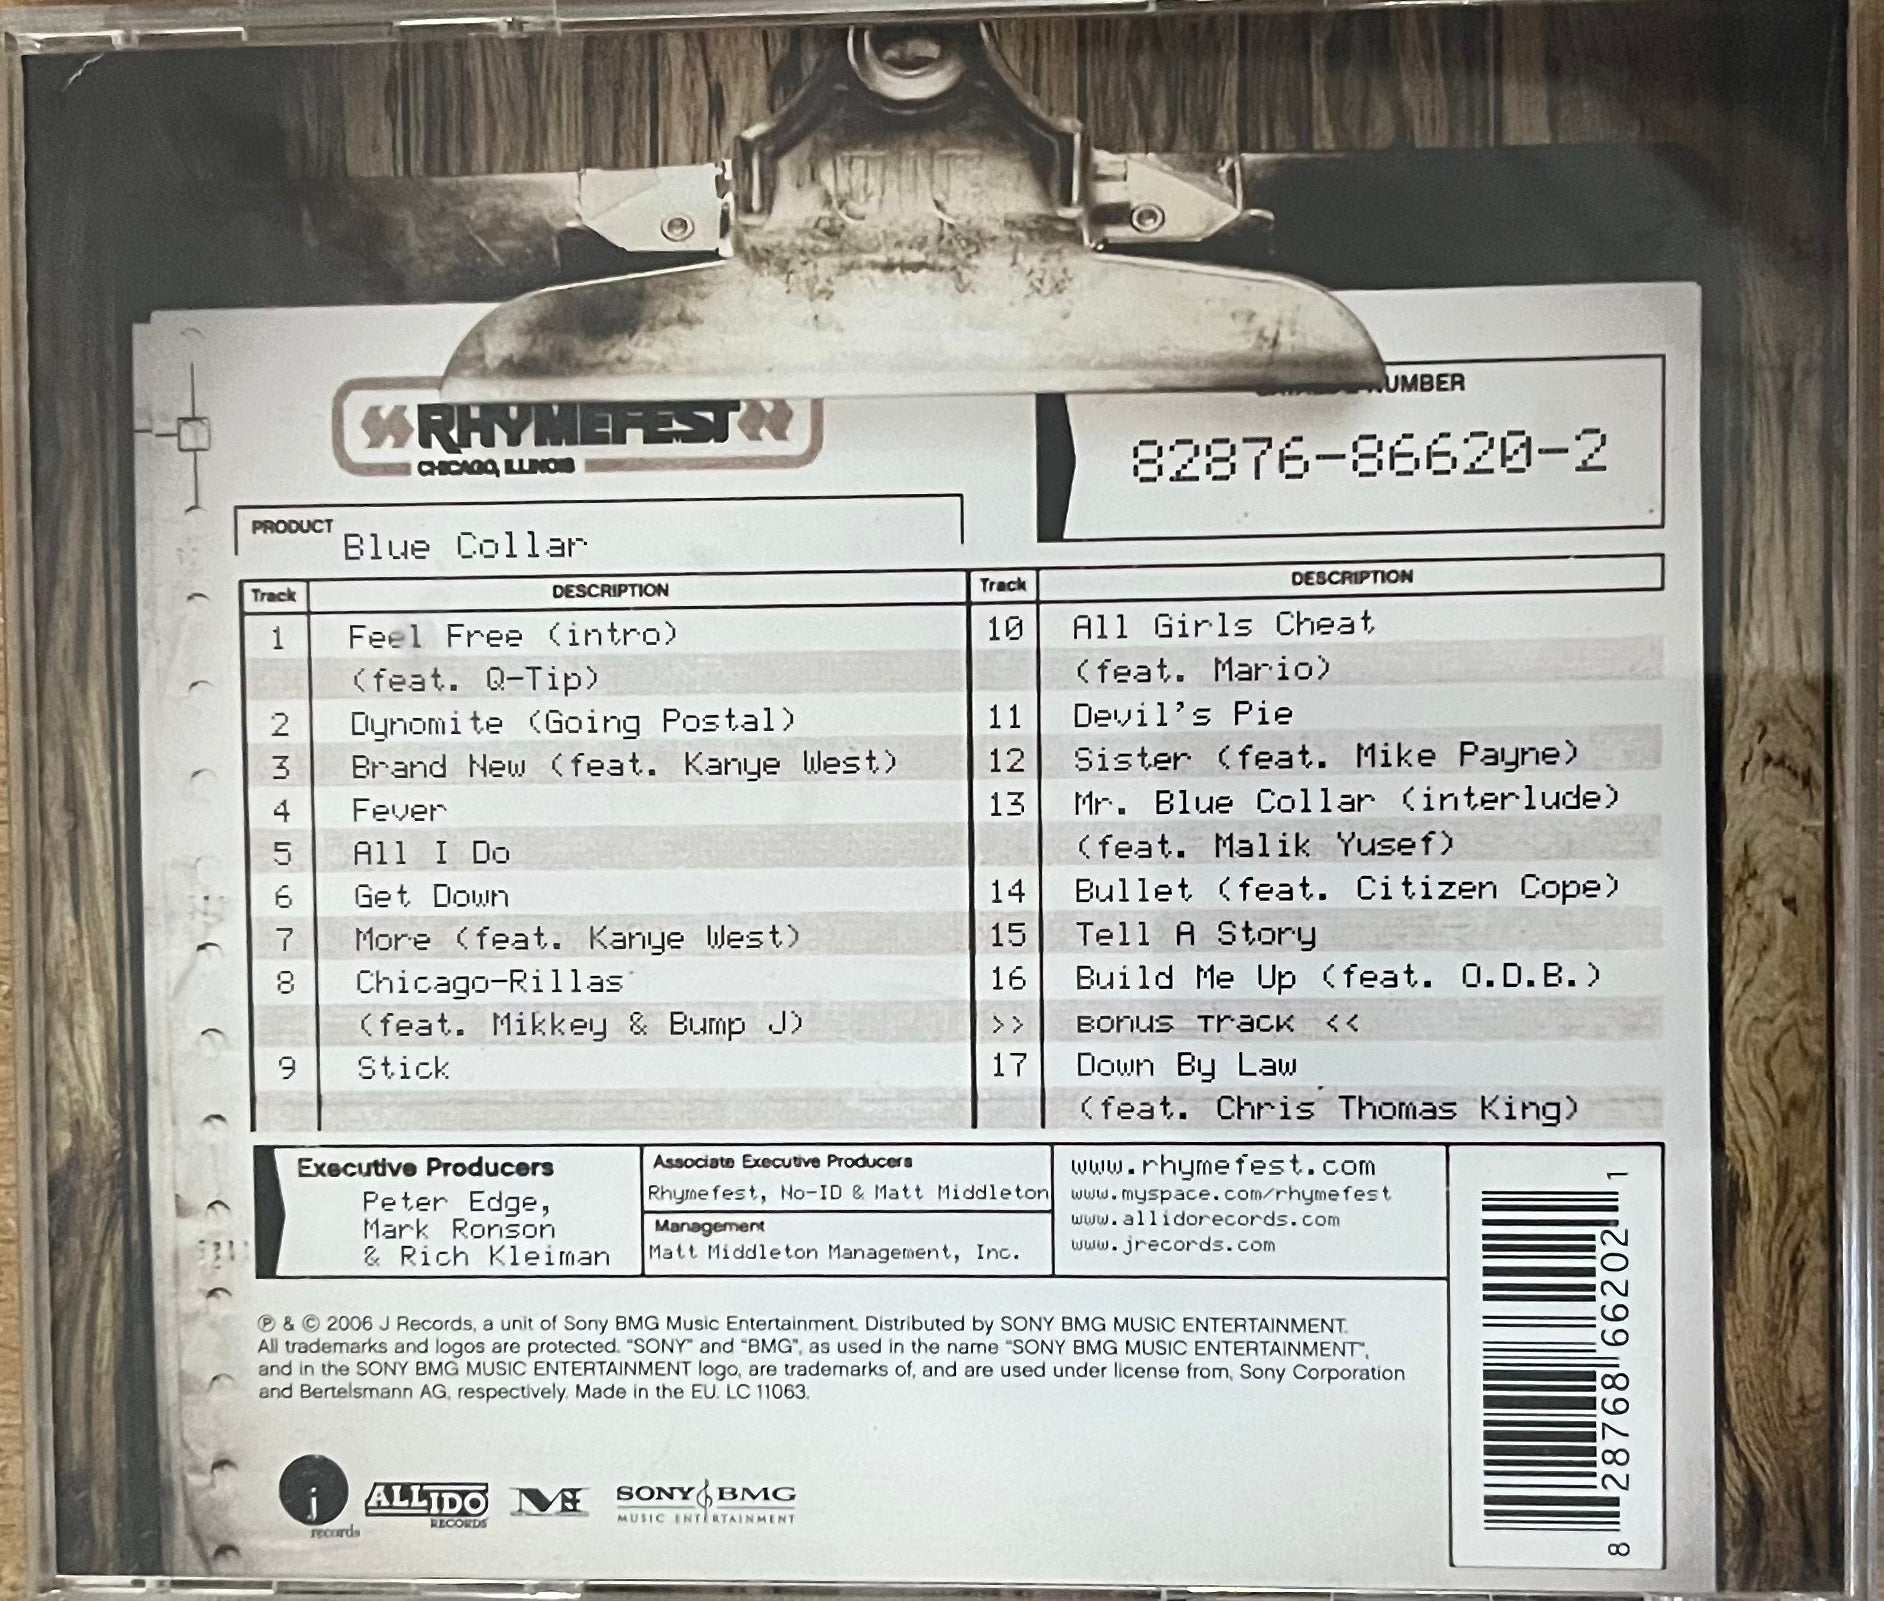 RHYMEFEST
CHICAGO, ILLINOIS
NUMBER
82876-86620-2
PRODUCT
Blue Collar
Track DESCRIPTION
1 Feel Free (intro)
(feat. Q-Tip)
2 Dynomite (Going Postal)
3 Brand New (feat. Kanye West)
4 Fever
5 All I Do
6 Get Down
7 More (feat. Kanye West)
8 Chicago-Rillas
(feat. Mikkey & Bump J)
9 Stick
Track DESCRIPTION
10 All Girls Cheat
(feat. Mario)
11 Devil's Pie
12 Sister (feat. Mike Payne)
13 Mr. Blue Collar (interlude)
(feat. Malik Yusef)
14 Bullet (feat. Citizen Cope)
15 Tell A Story
16 Build Me Up (feat. O.D.B.)
>> BONUS TRACK <<
17 Down By Law
(feat. Chris Thomas King)
Executive Producers
Peter Edge,
Mark Ronson
& Rich Kleiman
Associate Executive Producers
Rhymefest, No-ID & Matt Middleton
Management
Matt Middleton Management, Inc.
www.rhymefest.com
www.myspace.com/rhymefest
www.allidorecords.com
www.jrecords.com
℗ & © 2006 J Records, a unit of Sony BMG Music Entertainment. Distributed by SONY BMG MUSIC ENTERTAINMENT.
All trademarks and logos are protected. "SONY" and "BMG", as used in the name "SONY BMG MUSIC ENTERTAINMENT",
and in the SONY BMG MUSIC ENTERTAINMENT logo, are trademarks of, and are used under license from, Sony Corporation
and Bertelsmann AG, respectively. Made in the EU. LC 11063.
j
records
ALLIDO
RECORDS
SONY BMG
MUSIC ENTERTAINMENT
8 28768 66202 1